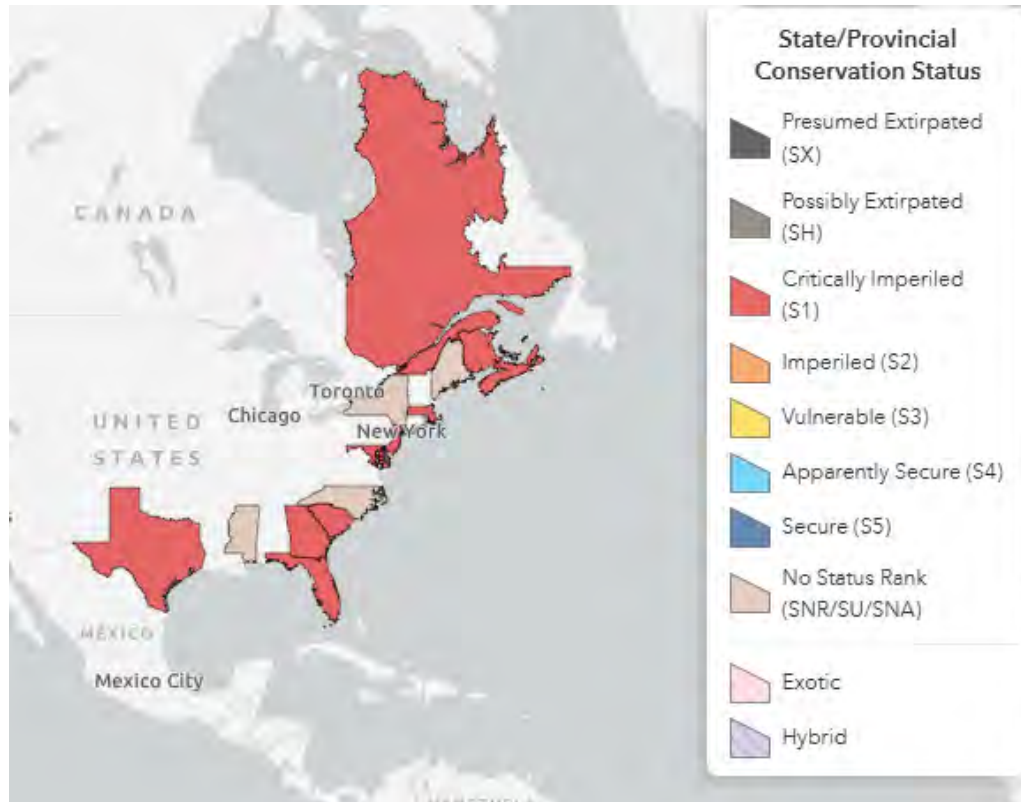 CANADA
Toronto
Chicago
New York
UNITED
STATES
MÉXICO
Mexico City
State/Provincial
Conservation Status
Presumed Extirpated
(SX)
Possibly Extirpated
(SH)
Critically Imperiled
(S1)
Imperiled (S2)
Vulnerable (S3)
Apparently Secure (S4)
Secure (S5)
No Status Rank
(SNR/SU/SNA)
Exotic
Hybrid